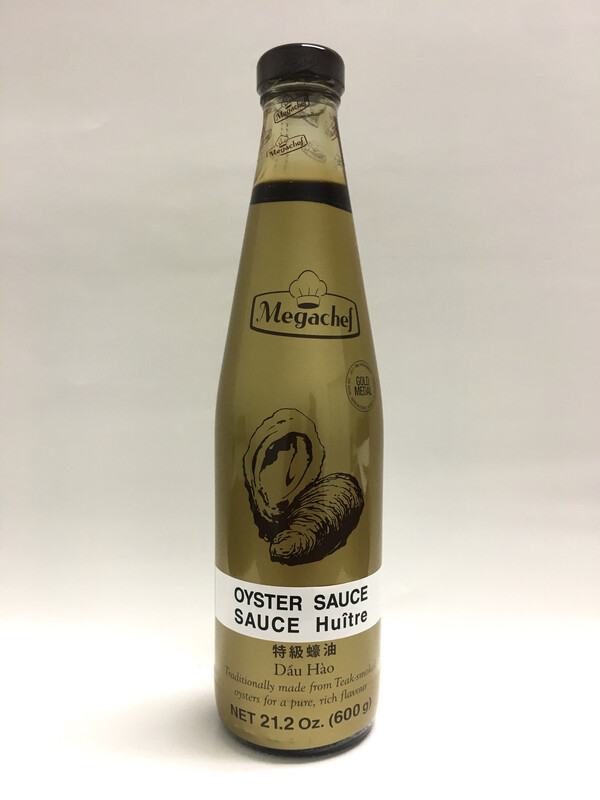 Megachef
Megachef
Megachef
GOLD
MEDAL
OYSTER SAUCE
SAUCE Huître
特級蠔油
Dầu Hào
Traditionally made from Teak-smoked
oysters for a pure, rich flavour
NET 21.2 Oz. (600 g)